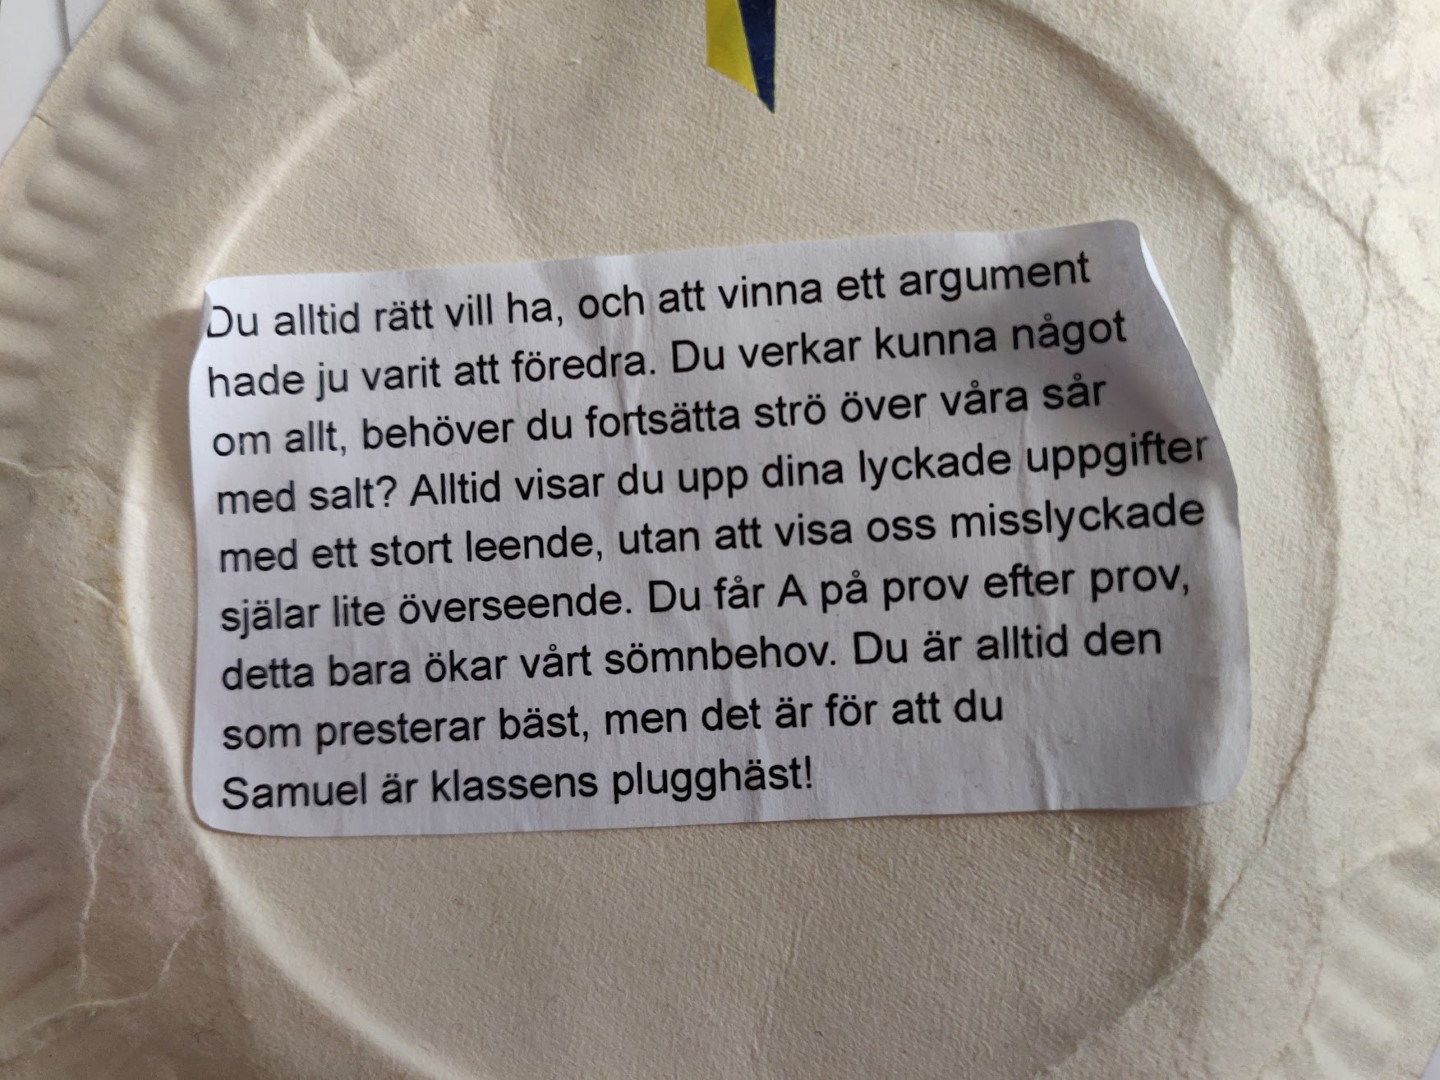 Du alltid rätt vill ha, och att vinna ett argument
hade ju varit att föredra. Du verkar kunna något
om allt, behöver du fortsätta strö över våra sår
med salt? Alltid visar du upp dina lyckade uppgifter
med ett stort leende, utan att visa oss misslyckade
själar lite överseende. Du får A på prov efter prov,
detta bara ökar vårt sömnbehov. Du är alltid den
som presterar bäst, men det är för att du
Samuel är klassens plugghäst!